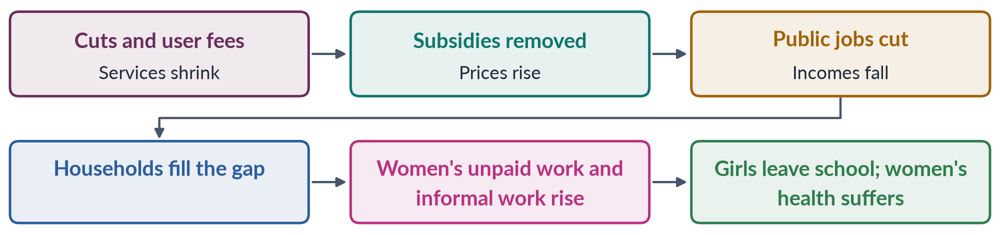 Cuts and user fees
Services shrink
Subsidies removed
Prices rise
Public jobs cut
Incomes fall
Households fill the gap
Women's unpaid work and
informal work rise
Girls leave school; women's
health suffers